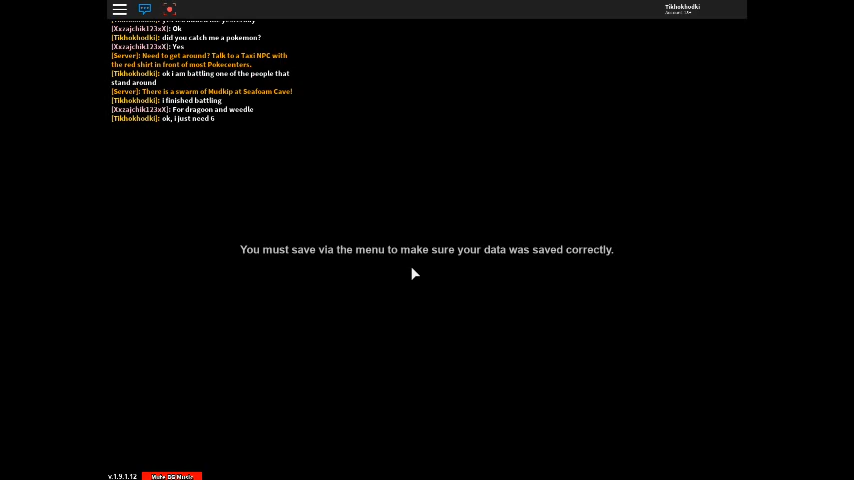 Tikhokhodki
[Xxzajchik123xX]: Ok
[Tikhokhodki]: did you catch me a pokemon?
[Xxzajchik123xX]: Yes
[Server]: Need to get around? Talk to a Taxi NPC with
the red shirt in front of most Pokecenters.
[Tikhokhodki]: ok i am battling one of the people that
stand around
[Server]: There is a swarm of Mudkip at Seafoam Cave!
[Tikhokhodki]: i finished battling
[Xxzajchik123xX]: For dragoon and weedle
[Tikhokhodki]: ok, i just need 6
You must save via the menu to make sure your data was saved correctly.
v.1.9.1.12
Mute BG Music